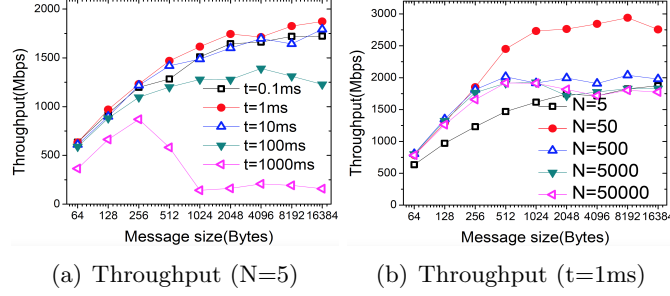 Throughput(Mbps)
2000
1500
1000
500
0
t=0.1ms
t=1ms
t=10ms
t=100ms
t=1000ms
64 128 256 512 1024 2048 4096 8192 16384
Message size(Bytes)
(a) Throughput (N=5)
Throughput(Mbps)
3000
2500
2000
1500
1000
500
0
N=5
N=50
N=500
N=5000
N=50000
64 128 256 512 1024 2048 4096 8192 16384
Message size(Bytes)
(b) Throughput (t=1ms)